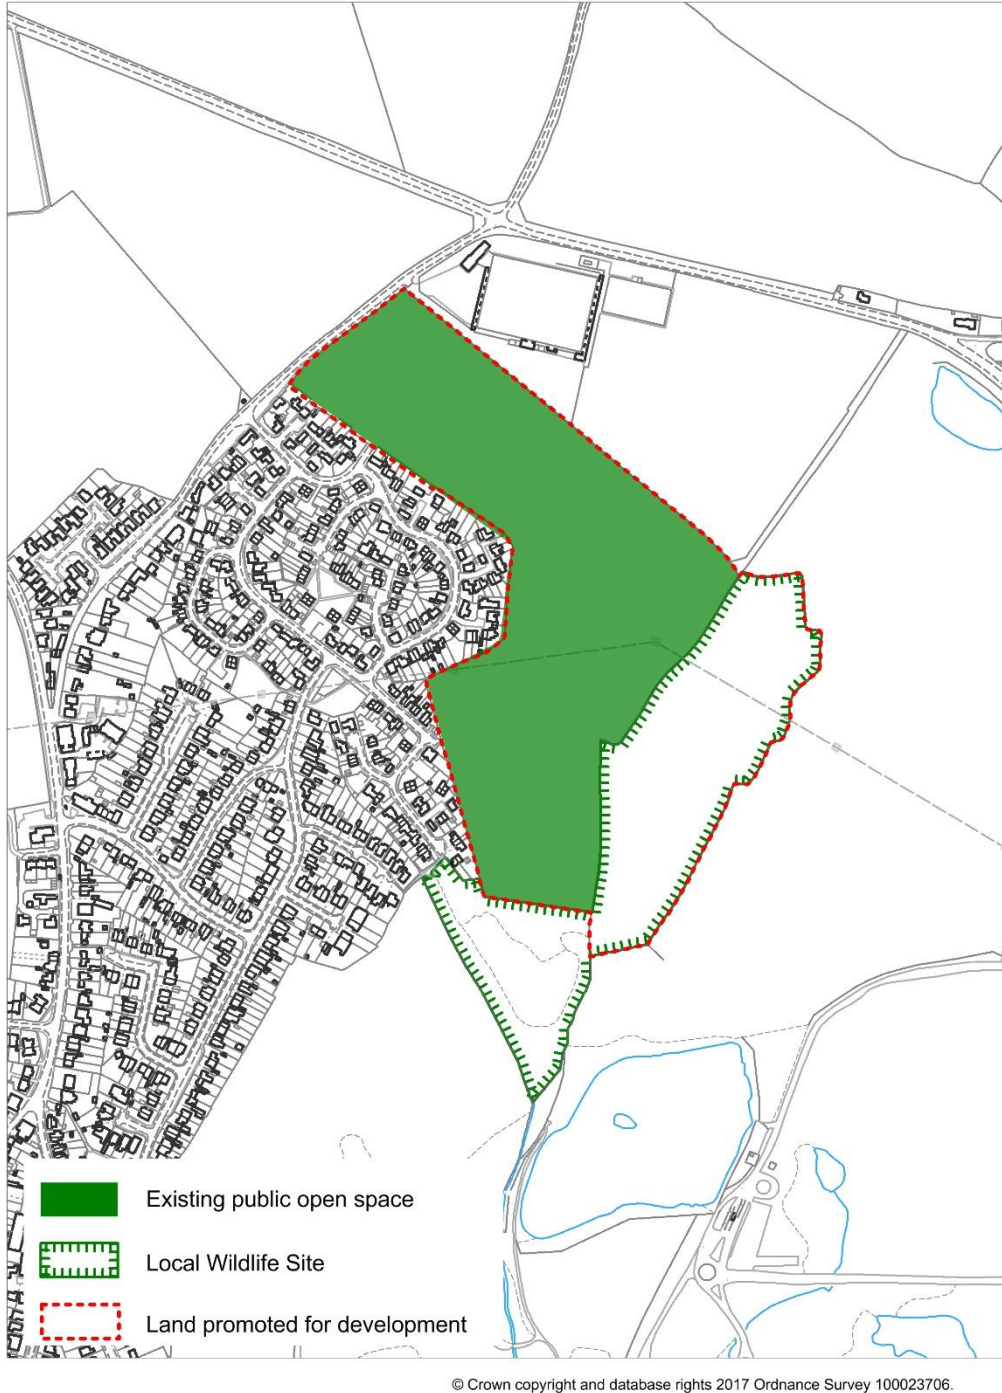 Existing public open space
Local Wildlife Site
Land promoted for development
© Crown copyright and database rights 2017 Ordnance Survey 100023706.